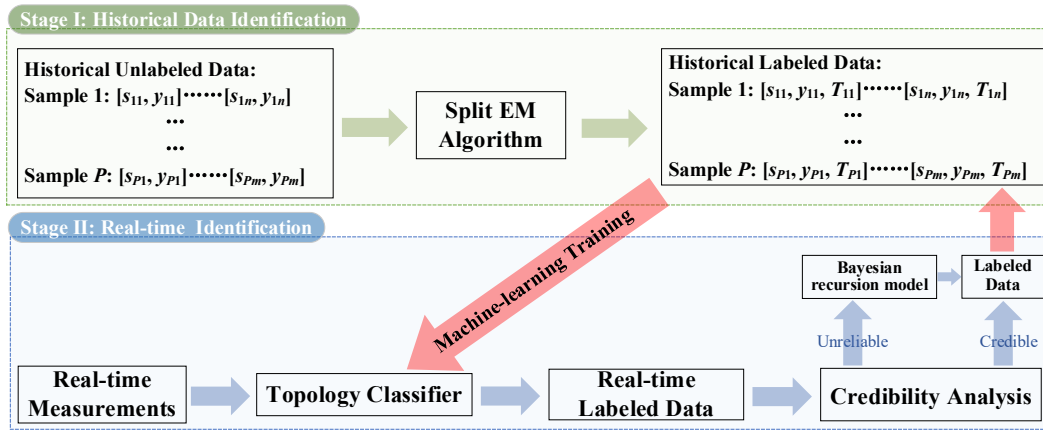 Stage I: Historical Data Identification
Historical Unlabeled Data:
Sample 1: [s11, y11]······[s1n, y1n]
...
...
Sample P: [sP1, yP1]······[sPm, yPm]
Split EM
Algorithm
Historical Labeled Data:
Sample 1: [s11, y11, T11]······[s1n, y1n, T1n]
...
...
Sample P: [sP1, yP1, TP1]······[sPm, yPm, TPm]
Machine-learning Training
Stage II: Real-time Identification
Bayesian
recursion model
Labeled
Data
Unreliable
Credible
Real-time
Measurements
Topology Classifier
Real-time
Labeled Data
Credibility Analysis